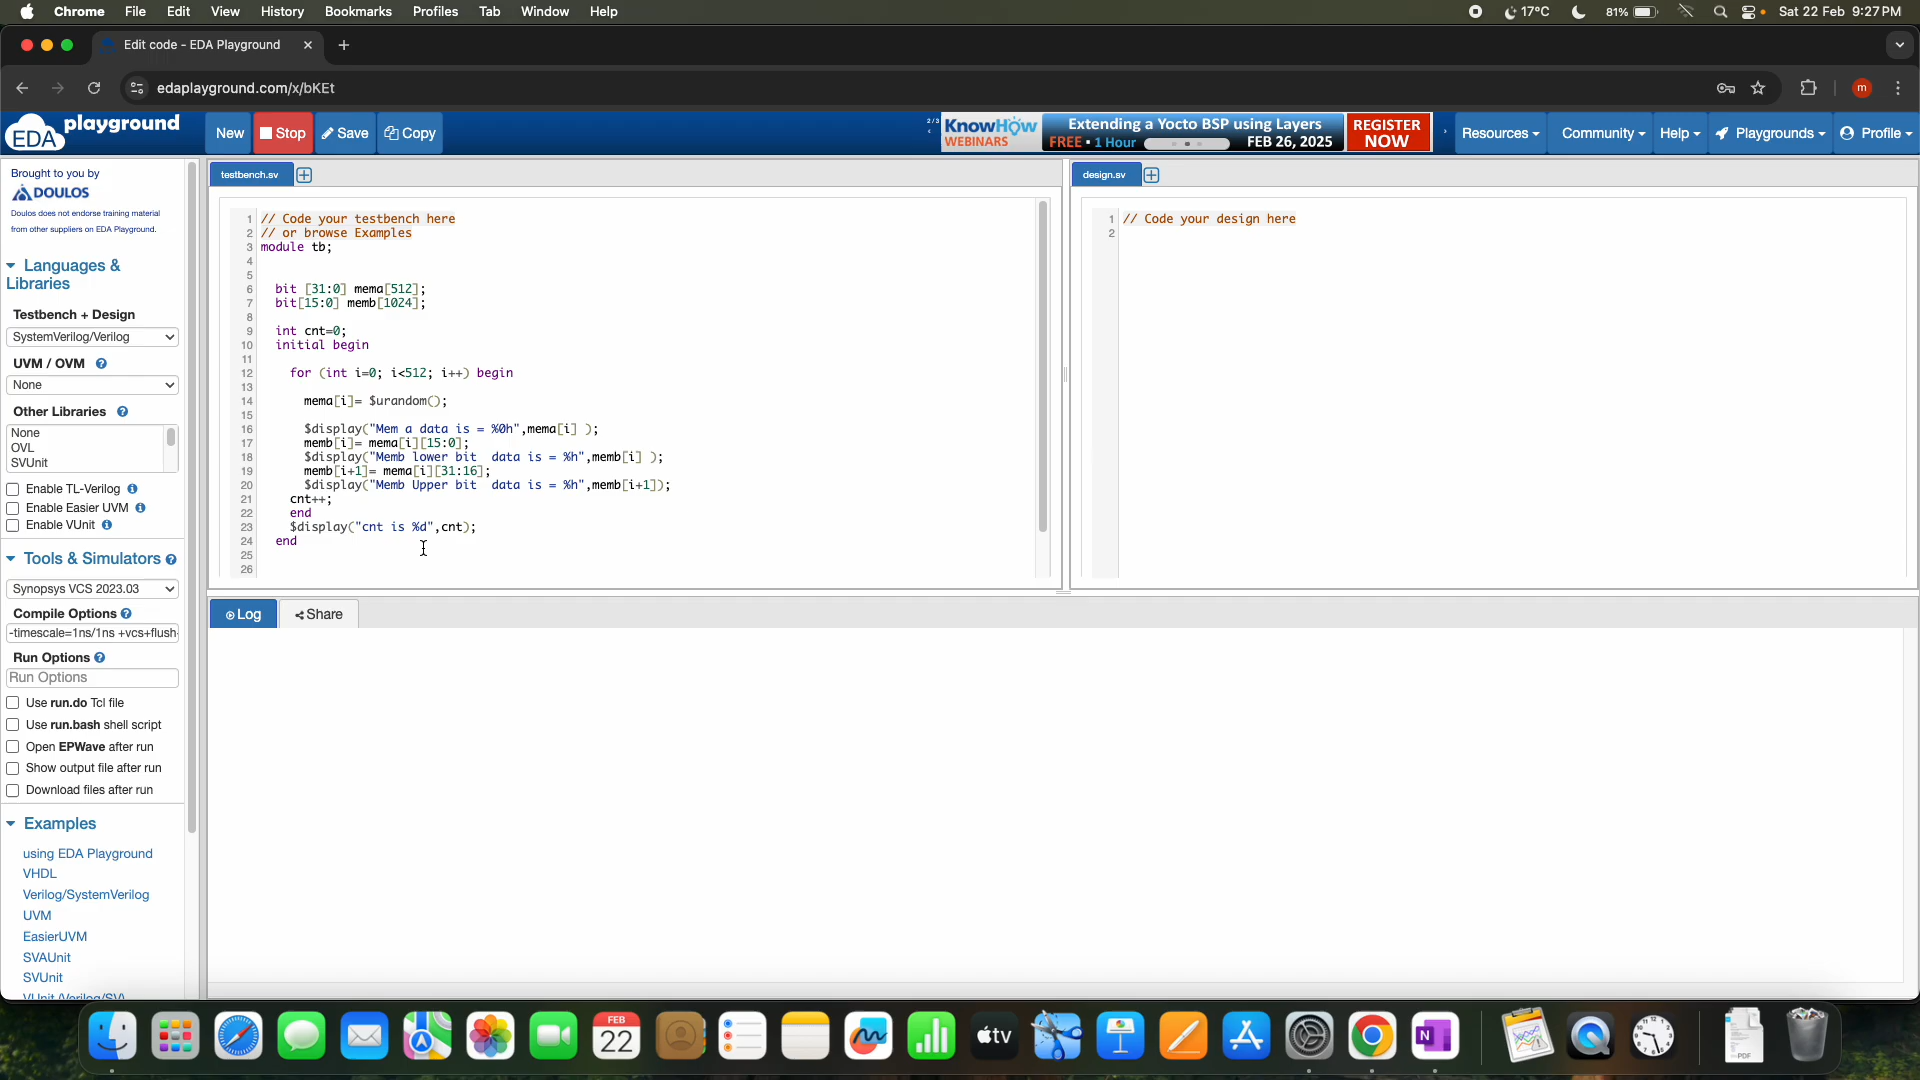 Chrome File Edit View History Bookmarks Profiles Tab Window Help
17°C 81% Sat 22 Feb 9:27 PM
Edit code - EDA Playground
edaplayground.com/x/bKEt
m
EDA playground
New Stop Save Copy
2/3
KnowHow WEBINARS
Extending a Yocto BSP using Layers
FREE • 1 Hour FEB 26, 2025
REGISTER NOW
Resources Community Help Playgrounds Profile
Brought to you by
DOULOS
Doulos does not endorse training material
from other suppliers on EDA Playground.
Languages & Libraries
Testbench + Design
SystemVerilog/Verilog
UVM / OVM
None
Other Libraries
None
OVL
SVUnit
Enable TL-Verilog
Enable Easier UVM
Enable VUnit
Tools & Simulators
Synopsys VCS 2023.03
Compile Options
-timescale=1ns/1ns +vcs+flush
Run Options
Run Options
Use run.do Tcl file
Use run.bash shell script
Open EPWave after run
Show output file after run
Download files after run
Examples
using EDA Playground
VHDL
Verilog/SystemVerilog
UVM
EasierUVM
SVAUnit
SVUnit
VUnit (Verilog/SV)
testbench.sv
1 // Code your testbench here
2 // or browse Examples
3 module tb;
4
5
6 bit [31:0] mema[512];
7 bit[15:0] memb[1024];
8
9 int cnt=0;
10 initial begin
11
12 for (int i=0; i<512; i++) begin
13
14 mema[i]= $urandom();
15
16 $display("Mem a data is = %0h",mema[i] );
17 memb[i]= mema[i][15:0];
18 $display("Memb lower bit  data is = %h",memb[i] );
19 memb[i+1]= mema[i][31:16];
20 $display("Memb Upper bit  data is = %h",memb[i+1]);
21 cnt++;
22 end
23 $display("cnt is %d",cnt);
24 end
25
26
design.sv
1 // Code your design here
2
Log Share
FEB
22
tv
N
PDF